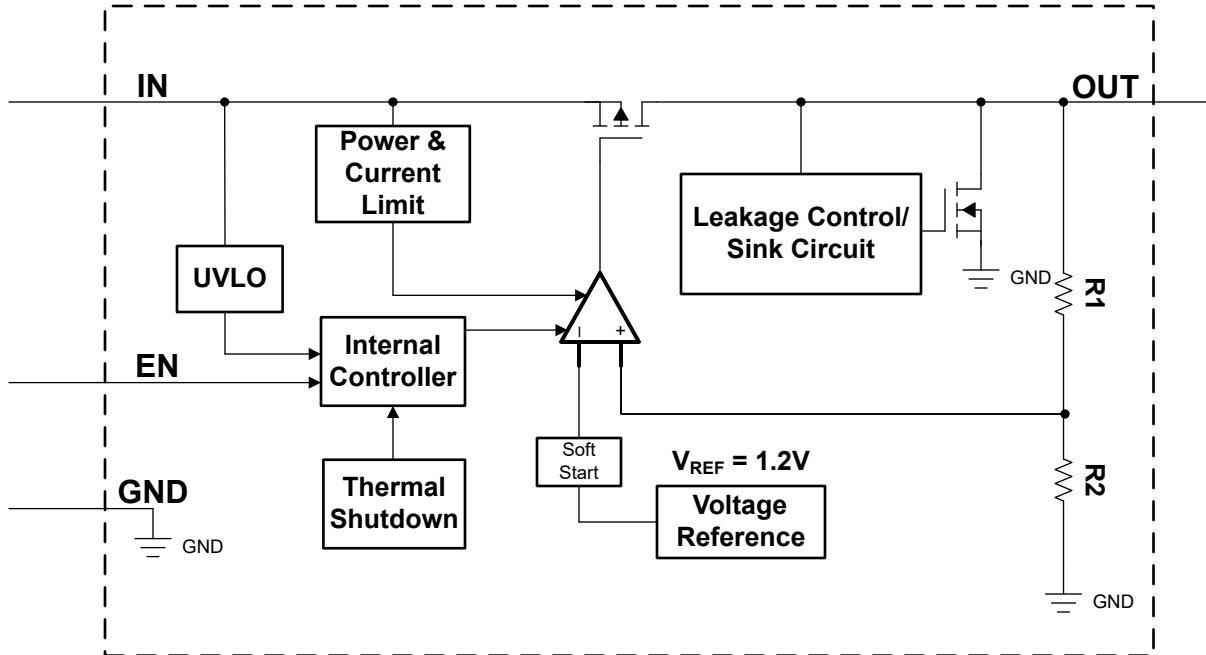 IN
OUT
Power &
Current
Limit
Leakage Control/
Sink Circuit
GND
R1
UVLO
Internal
Controller
EN
Soft
Start
V_REF = 1.2V
Voltage
Reference
R2
Thermal
Shutdown
GND
GND
GND
− +